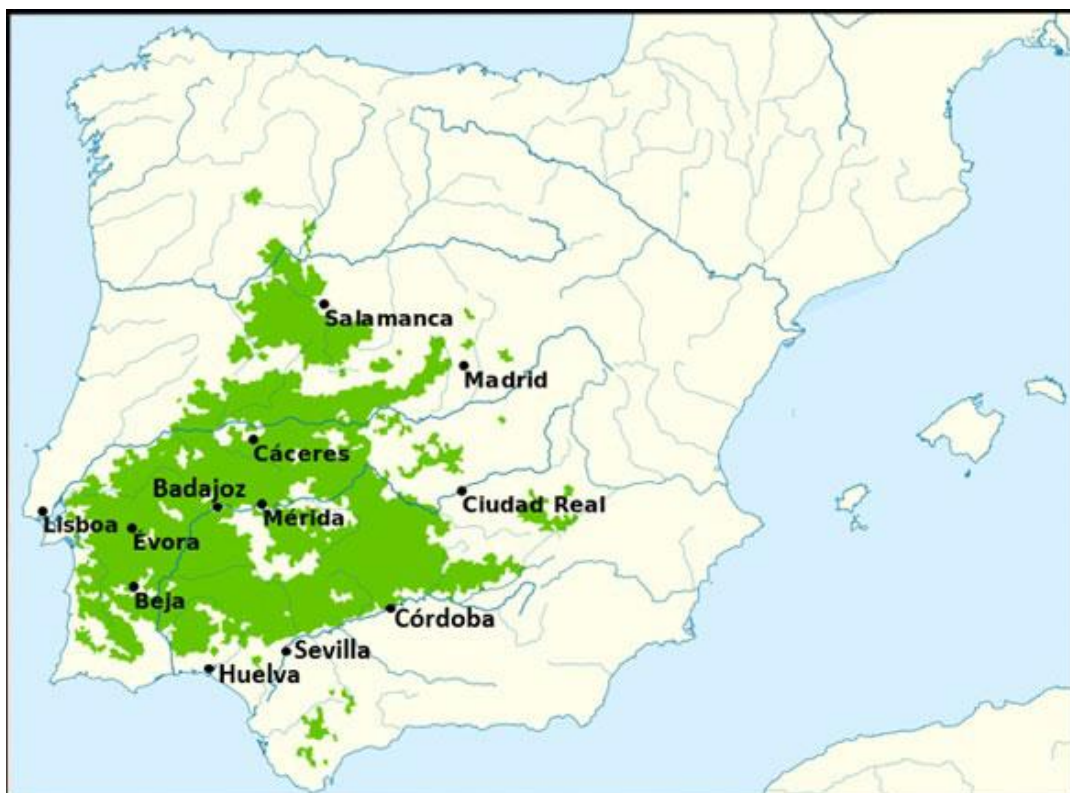 Salamanca
Madrid
Cáceres
Badajoz
Mérida
Ciudad Real
Lisboa
Évora
Beja
Córdoba
Sevilla
Huelva